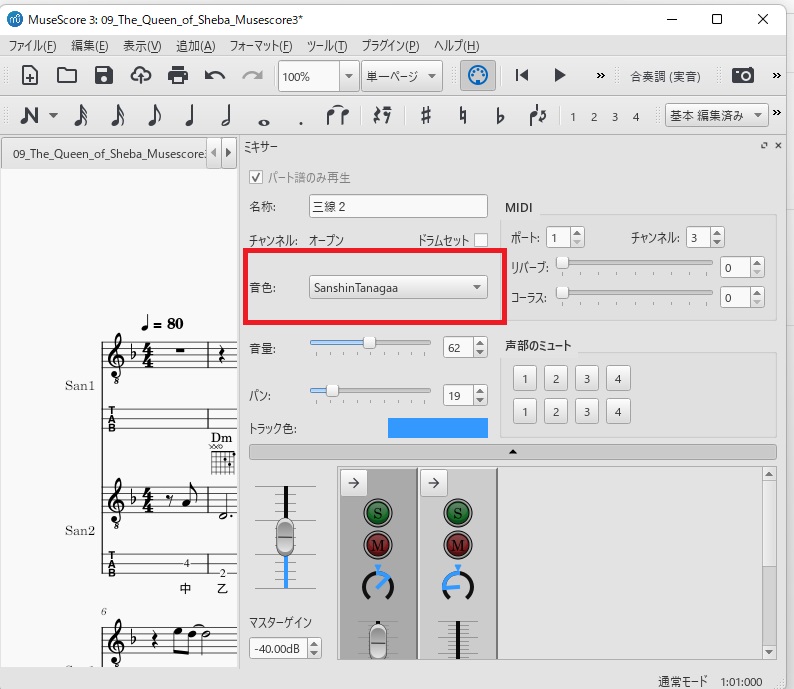 MuseScore 3: 09_The_Queen_of_Sheba_Musescore3*
ファイル(F) 編集(E) 表示(V) 追加(A) フォーマット(F) ツール(T) プラグイン(P) ヘルプ(H)
100% 単一ページ » 合奏調 (実音) »
1 2 3 4 基本 編集済み »
09_The_Queen_of_Sheba_Musescore3
ミキサー
パート譜のみ再生
名称: 三線 2
MIDI
チャンネル: オープン ドラムセット
ポート: 1 チャンネル: 3
音色: SanshinTanagaa
リバーブ: 0
コーラス: 0
= 80
音量: 62
声部のミュート
San1
1 2 3 4
パン: 19
1 2 3 4
TAB
トラック色:
Dm
San2
S S
M M
TAB
4
2
中 乙
6
マスターゲイン
-40.00dB
通常モード 1:01:000